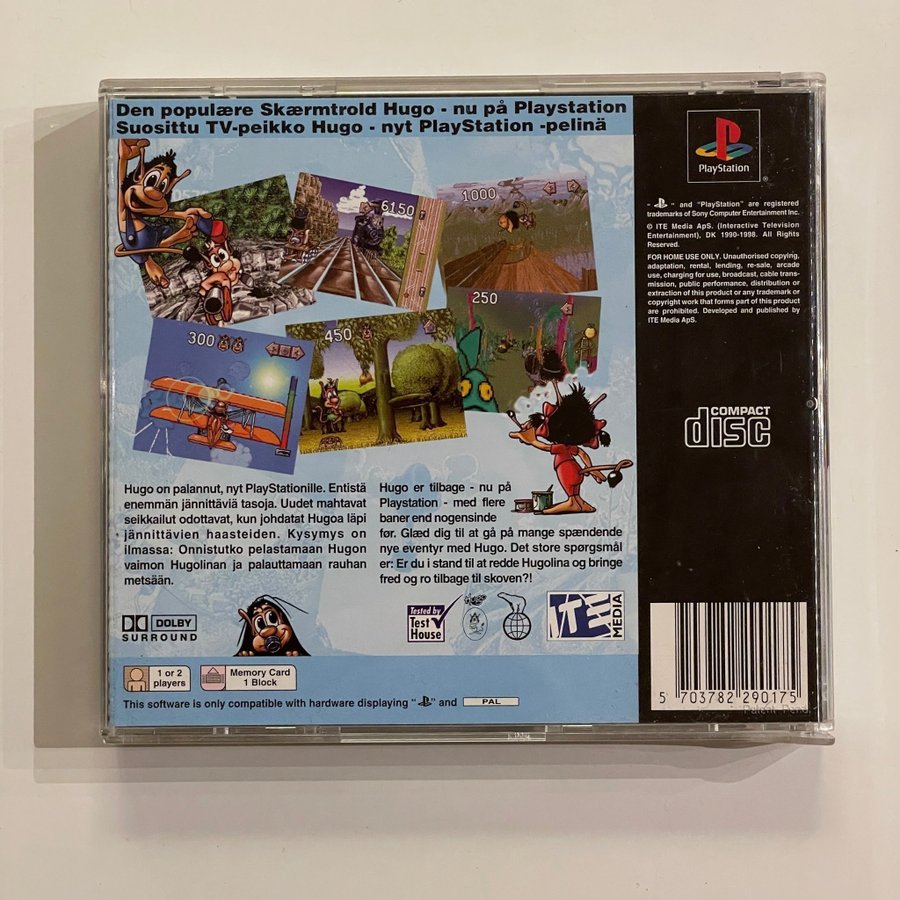 Den populære Skærmtrold Hugo - nu på Playstation
Suosittu TV-peikko Hugo - nyt PlayStation -pelinä
6150
1000
300
450
250
Hugo on palannut, nyt PlayStationille. Entistä
enemmän jännittäviä tasoja. Uudet mahtavat
seikkailut odottavat, kun johdatat Hugoa läpi
jännittävien haasteiden. Kysymys on
ilmassa: Onnistutko pelastamaan Hugon
vaimon Hugolinan ja palauttamaan rauhan
metsään.
Hugo er tilbage - nu på
Playstation - med flere
baner end nogensinde
før. Glæd dig til at gå på mange spændende
nye eventyr med Hugo. Det store spørgsmål
er: Er du i stand til at redde Hugolina og bringe
fred og ro tilbage til skoven?!
DOLBY
SURROUND
Tested by
Test
House
ITE
MEDIA
1 or 2
players
Memory Card
1 Block
This software is only compatible with hardware displaying " " and PAL
PlayStation
®
" " and "PlayStation" are registered
trademarks of Sony Computer Entertainment Inc.
© ITE Media ApS. (Interactive Television
Entertainment), DK 1990-1998. All Rights
Reserved.
FOR HOME USE ONLY. Unauthorised copying,
adaptation, rental, lending, re-sale, arcade
use, charging for use, broadcast, cable trans-
mission, public performance, distribution or
extraction of this product or any trademark or
copyright work that forms part of this product
are prohibited. Developed and published by
ITE Media ApS.
COMPACT
disc
5 703782 290175
Patent Pend.